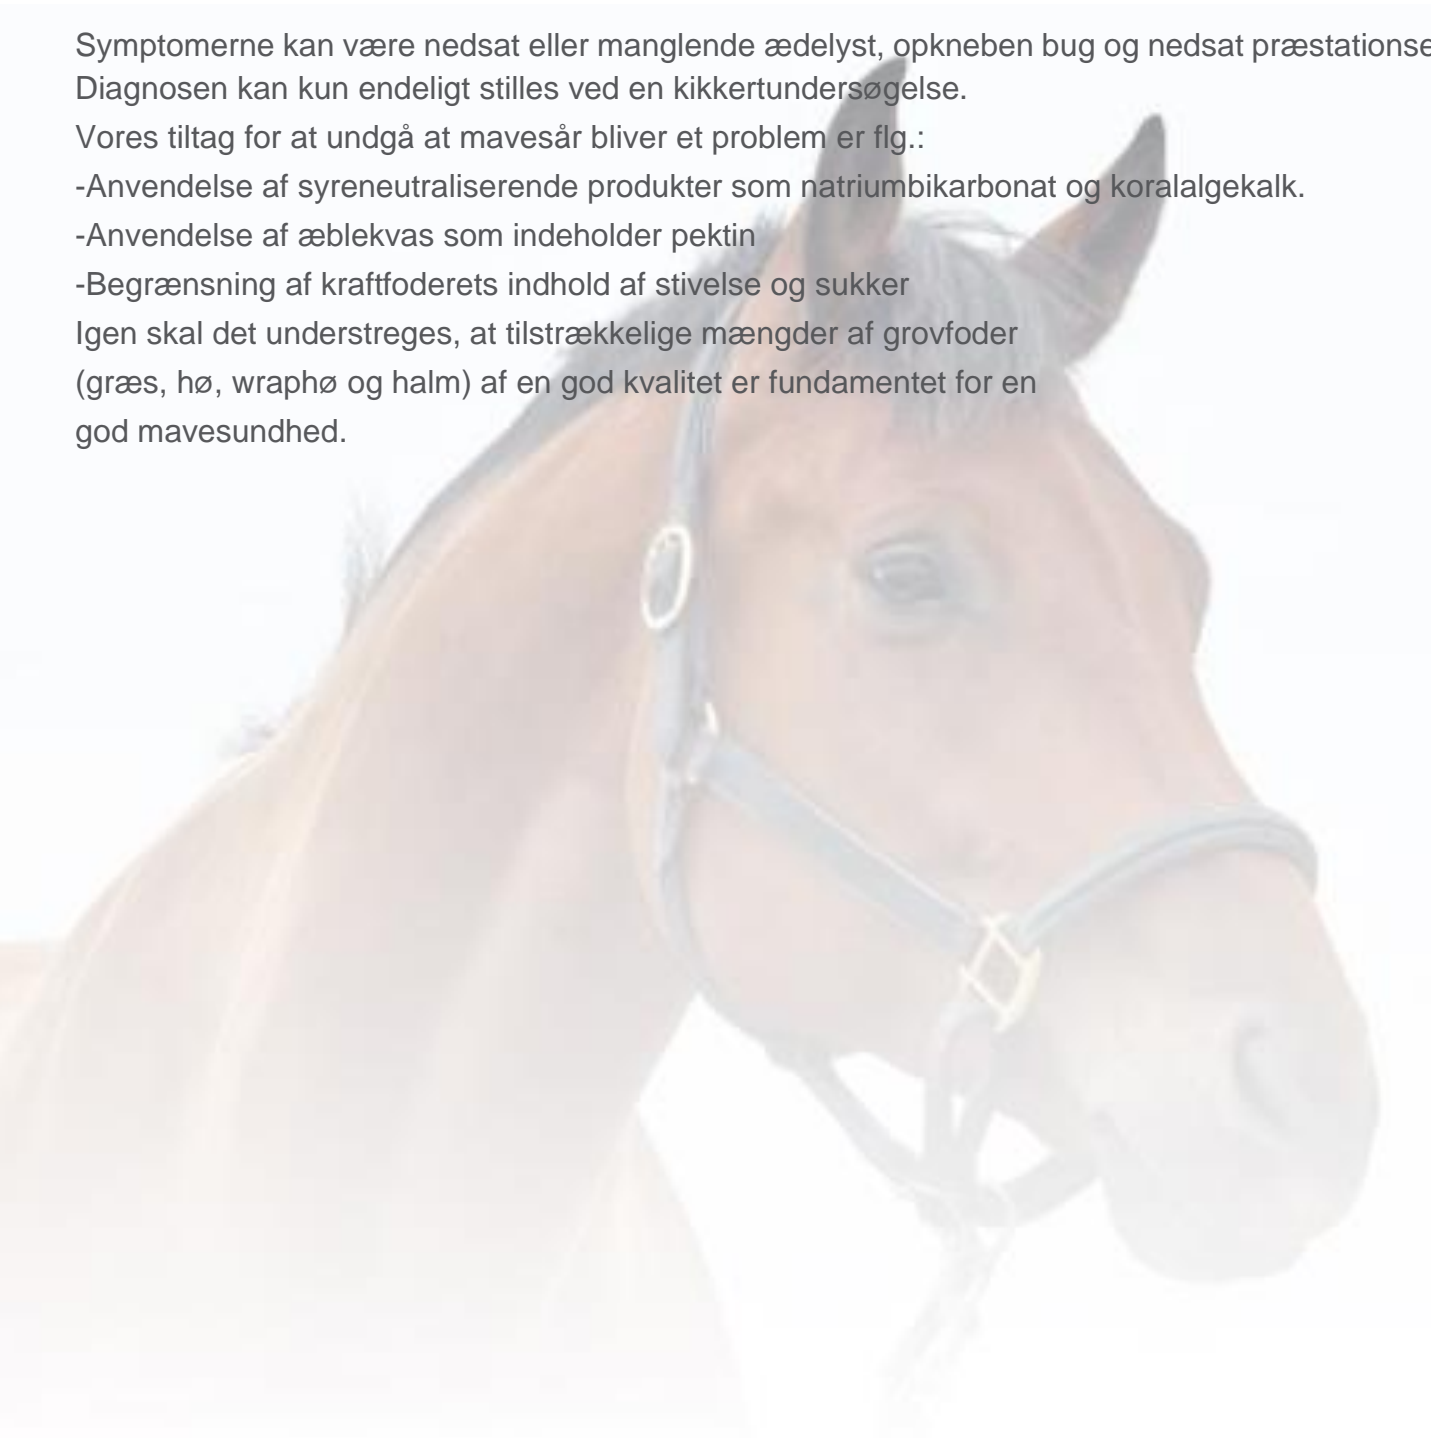 Symptomerne kan være nedsat eller manglende ædelyst, opkneben bug og nedsat præstationse
Diagnosen kan kun endeligt stilles ved en kikkertundersøgelse.
Vores tiltag for at undgå at mavesår bliver et problem er flg.:
-Anvendelse af syreneutraliserende produkter som natriumbikarbonat og koralalgekalk.
-Anvendelse af æblekvas som indeholder pektin
-Begrænsning af kraftfoderets indhold af stivelse og sukker
Igen skal det understreges, at tilstrækkelige mængder af grovfoder
(græs, hø, wraphø og halm) af en god kvalitet er fundamentet for en
god mavesundhed.